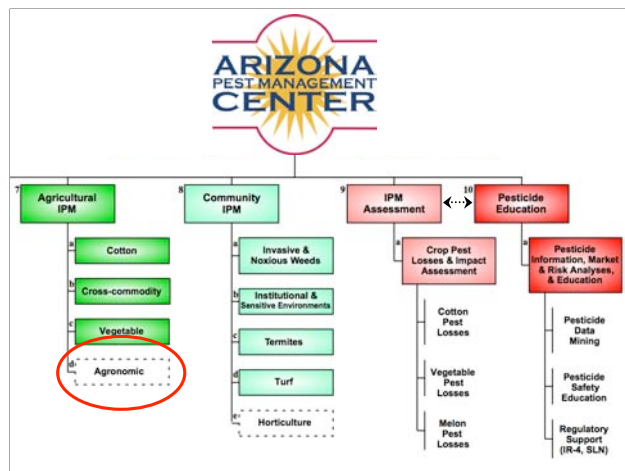 ARIZONA
PEST MANAGEMENT
CENTER
7
Agricultural
IPM
a
Cotton
b
Cross-commodity
c
Vegetable
d
Agronomic
8
Community
IPM
a
Invasive &
Noxious Weeds
b
Institutional &
Sensitive Environments
c
Termites
d
Turf
e
Horticulture
9
IPM
Assessment
a
Crop Pest
Losses & Impact
Assessment
Cotton
Pest
Losses
Vegetable
Pest
Losses
Melon
Pest
Losses
10
Pesticide
Education
a
Pesticide
Information, Market
& Risk Analyses,
& Education
Pesticide
Data
Mining
Pesticide
Safety
Education
Regulatory
Support
(IR-4, SLN)